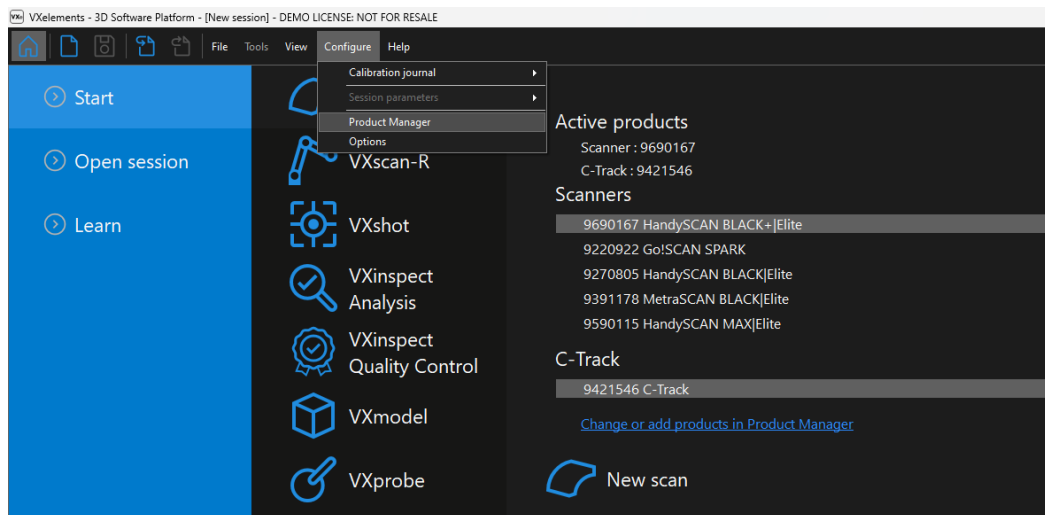 VXelements - 3D Software Platform - [New session] - DEMO LICENSE: NOT FOR RESALE
File Tools View Configure Help
Calibration journal
Session parameters
Product Manager
Options
Start
Open session
Learn
VXscan-R
VXshot
VXinspect
Analysis
VXinspect
Quality Control
VXmodel
VXprobe
Active products
Scanner : 9690167
C-Track : 9421546
Scanners
9690167 HandySCAN BLACK+|Elite
9220922 Go!SCAN SPARK
9270805 HandySCAN BLACK|Elite
9391178 MetraSCAN BLACK|Elite
9590115 HandySCAN MAX|Elite
C-Track
9421546 C-Track
Change or add products in Product Manager
New scan